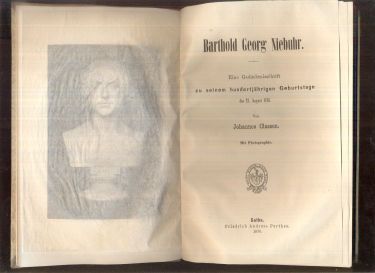 Barthold Georg Niebuhr.
Eine Gedächtnisschrift
zu seinem hundertjährigen Geburtstage
den 27. August 1876.
Von
Johannes Classen.
Mit Photographie.
Gotha.
Friedrich Andreas Perthes.
1876.